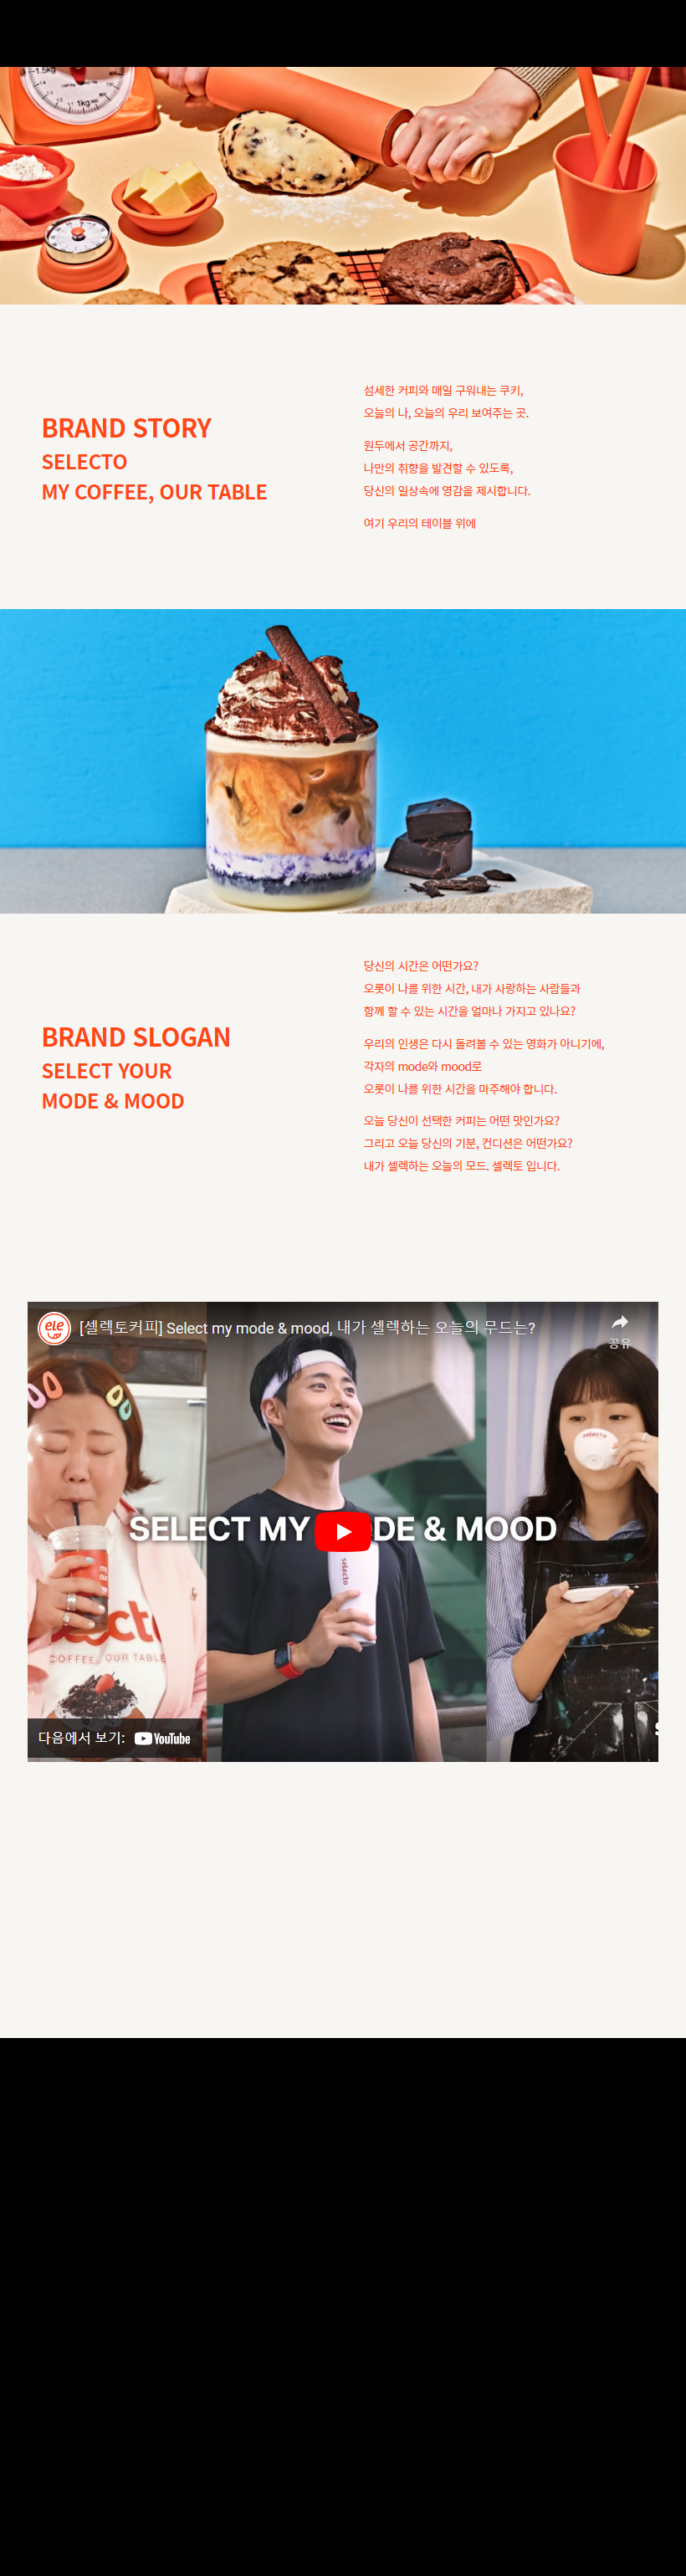 1.5kg
1kg
BRAND STORY
SELECTO
MY COFFEE, OUR TABLE
섬세한 커피와 매일 구워내는 쿠키,
오늘의 나, 오늘의 우리 보여주는 곳.
원두에서 공간까지,
나만의 취향을 발견할 수 있도록,
당신의 일상속에 영감을 제시합니다.
여기 우리의 테이블 위에
BRAND SLOGAN
SELECT YOUR
MODE & MOOD
당신의 시간은 어떤가요?
오롯이 나를 위한 시간, 내가 사랑하는 사람들과
함께 할 수 있는 시간을 얼마나 가지고 있나요?
우리의 인생은 다시 돌려볼 수 있는 영화가 아니기에,
각자의 mode와 mood로
오롯이 나를 위한 시간을 마주해야 합니다.
오늘 당신이 선택한 커피는 어떤 맛인가요?
그리고 오늘 당신의 기분, 컨디션은 어떤가요?
내가 셀렉하는 오늘의 모드. 셀렉토 입니다.
ele
[셀렉토커피] Select my mode & mood, 내가 셀렉하는 오늘의 무드는?
공유
selecto
SELECT MY DE & MOOD
selecto
ecto
COFFEE, OUR TABLE
다음에서 보기: YouTube